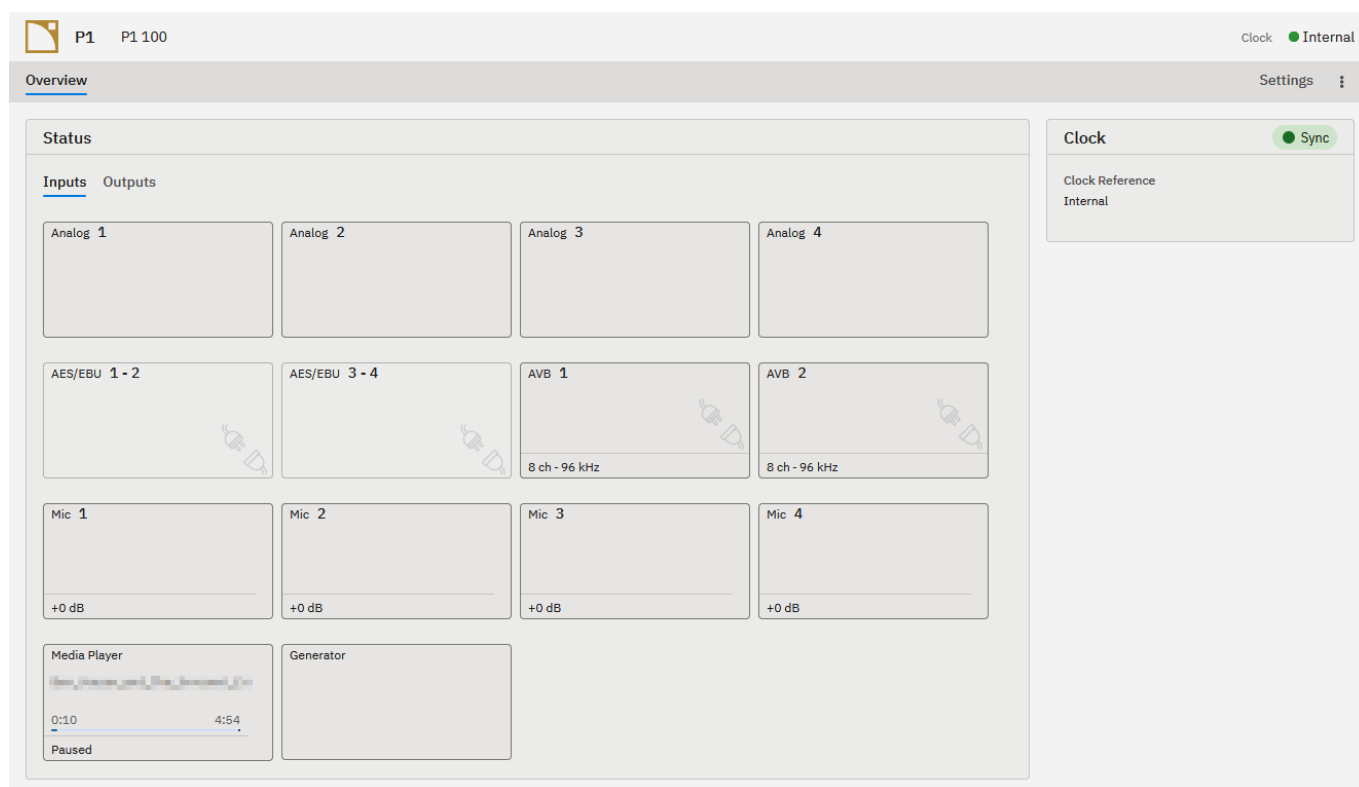 P1 P1 100 Clock Internal
Overview Settings
Status
Clock Sync
Inputs Outputs
Clock Reference
Internal
Analog 1 Analog 2 Analog 3 Analog 4
AES/EBU 1 - 2 AES/EBU 3 - 4 AVB 1 AVB 2
8 ch - 96 kHz 8 ch - 96 kHz
Mic 1 Mic 2 Mic 3 Mic 4
+0 dB +0 dB +0 dB +0 dB
Media Player Generator
0:10 4:54
Paused